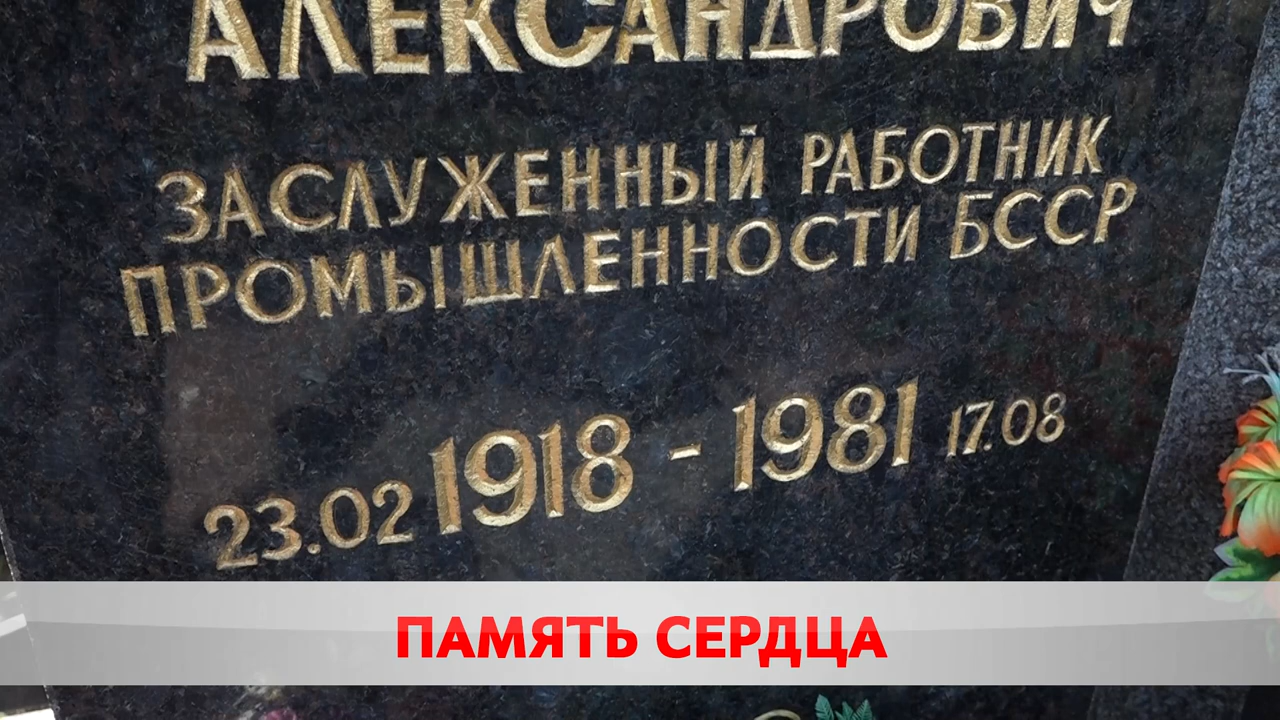 АЛЕКСАНДРОВИЧ
ЗАСЛУЖЕННЫЙ РАБОТНИК
ПРОМЫШЛЕННОСТИ БССР
23.02 1918 - 1981 17.08
ПАМЯТЬ СЕРДЦА